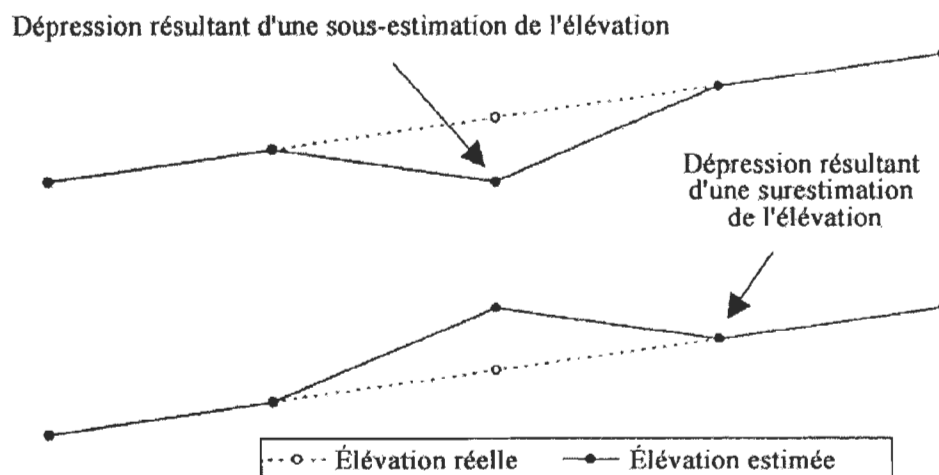 Dépression résultant d'une sous-estimation de l'élévation
Dépression résultant
d'une surestimation
de l'élévation
Élévation réelle
Élévation estimée